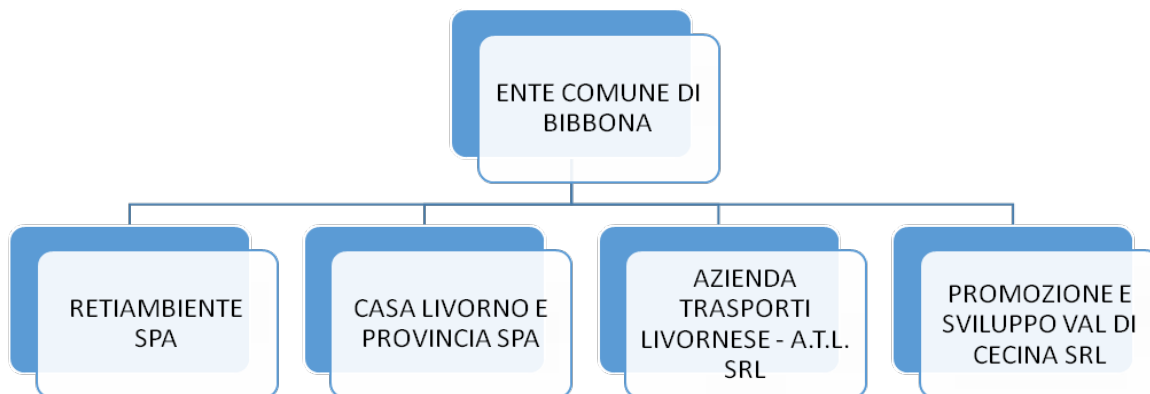 ENTE COMUNE DI
BIBBONA
RETIAMBIENTE
SPA
CASA LIVORNO E
PROVINCIA SPA
AZIENDA
TRASPORTI
LIVORNESE - A.T.L.
SRL
PROMOZIONE E
SVILUPPO VAL DI
CECINA SRL